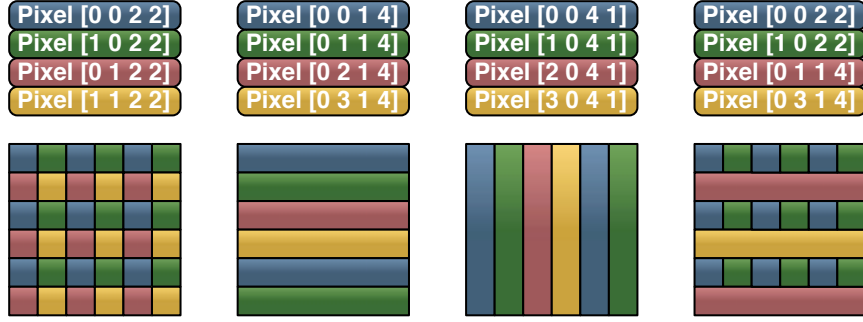 Pixel [0 0 2 2]
Pixel [1 0 2 2]
Pixel [0 1 2 2]
Pixel [1 1 2 2]
Pixel [0 0 1 4]
Pixel [0 1 1 4]
Pixel [0 2 1 4]
Pixel [0 3 1 4]
Pixel [0 0 4 1]
Pixel [1 0 4 1]
Pixel [2 0 4 1]
Pixel [3 0 4 1]
Pixel [0 0 2 2]
Pixel [1 0 2 2]
Pixel [0 1 1 4]
Pixel [0 3 1 4]